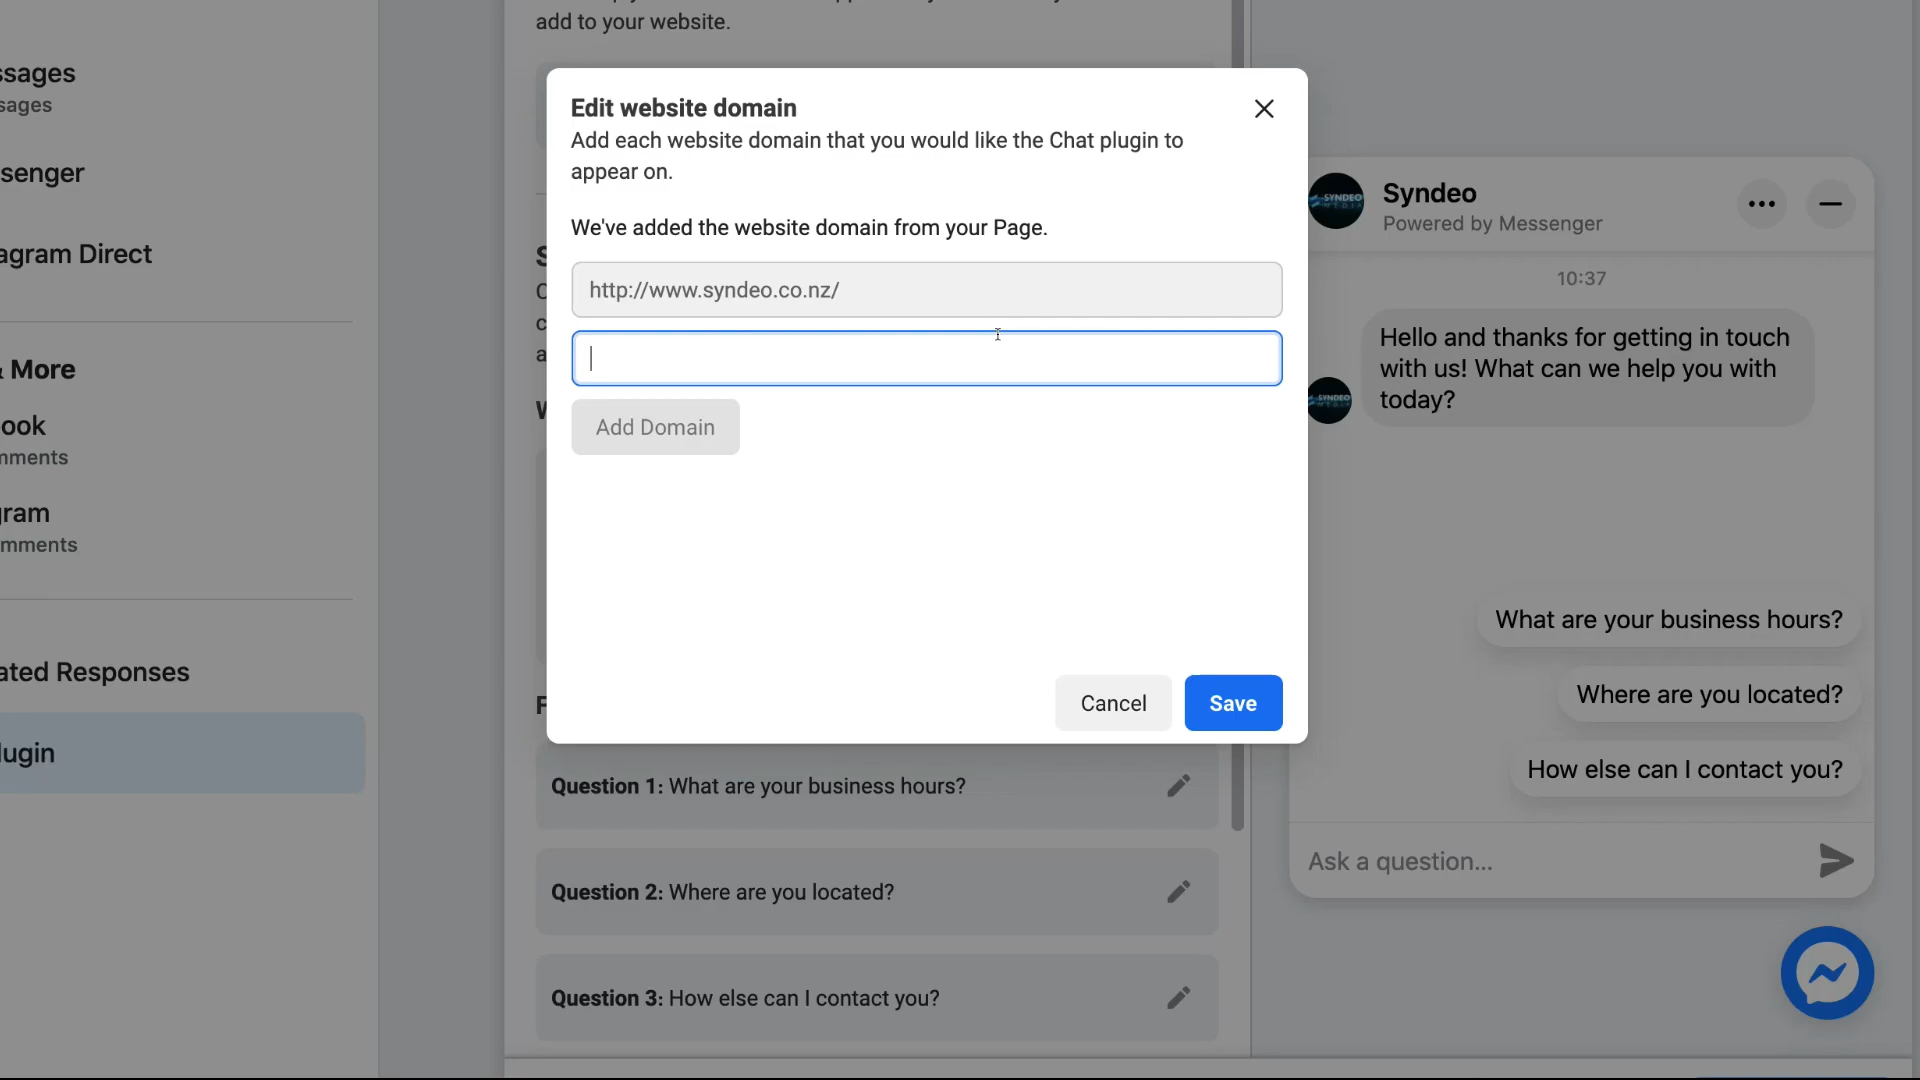 add to your website.
ssages
sages
senger
agram Direct
More
ook
mments
gram
mments
ated Responses
lugin
Edit website domain
Add each website domain that you would like the Chat plugin to
appear on.
We've added the website domain from your Page.
http://www.syndeo.co.nz/
Add Domain
Cancel
Save
Question 1: What are your business hours?
Question 2: Where are you located?
Question 3: How else can I contact you?
SYNDEO
Syndeo
Powered by Messenger
10:37
Hello and thanks for getting in touch
with us! What can we help you with
today?
SYNDEO
What are your business hours?
Where are you located?
How else can I contact you?
Ask a question...